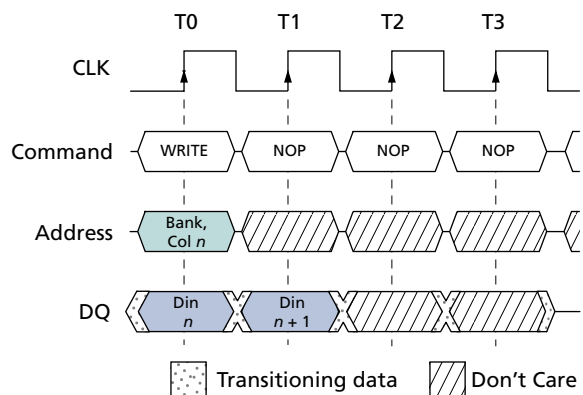 T0 T1 T2 T3
CLK
Command WRITE NOP NOP NOP
Address Bank, Col n
DQ Din n Din n + 1
Transitioning data Don't Care